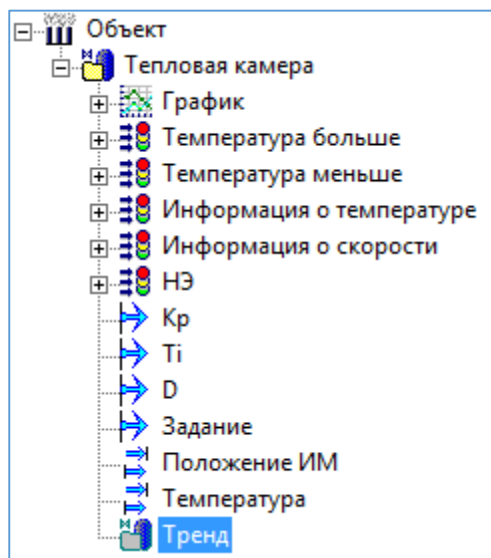 Объект
Тепловая камера
График
Температура больше
Температура меньше
Информация о температуре
Информация о скорости
НЭ
Kp
Ti
D
Задание
Положение ИМ
Температура
Тренд